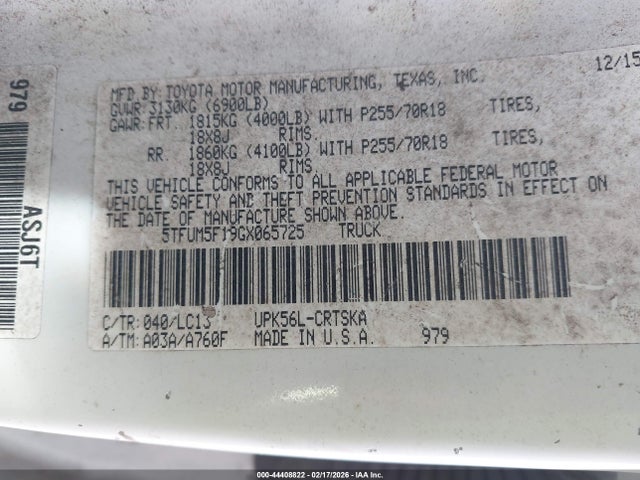 12/15
MFD BY: TOYOTA MOTOR MANUFACTURING, TEXAS, INC.
GVWR 3130KG (6900LB)
GAWR FRT. 1815KG (4000LB) WITH P255/70R18 TIRES,
18X8J RIMS.
RR. 1860KG (4100LB) WITH P255/70R18 TIRES,
18X8J RIMS.
THIS VEHICLE CONFORMS TO ALL APPLICABLE FEDERAL MOTOR
VEHICLE SAFETY AND THEFT PREVENTION STANDARDS IN EFFECT ON
THE DATE OF MANUFACTURE SHOWN ABOVE.
5TFUM5F19GX065725 TRUCK
C/TR: 040/LC13 UPK56L-CRTSKA
A/TM: A03A/A760F MADE IN U.S.A. 979
979
ASJ6T
000-44408822 - 02/17/2026 - IAA Inc.